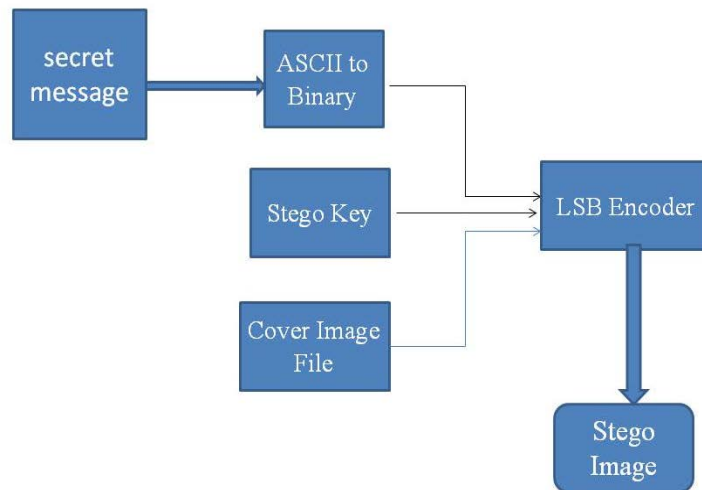 secret
message
ASCII to
Binary
Stego Key
LSB Encoder
Cover Image
File
Stego
Image